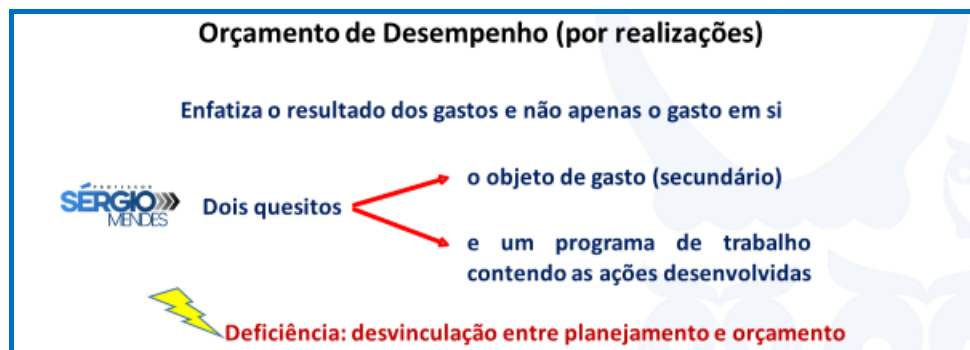 Orçamento de Desempenho (por realizações)
Enfatiza o resultado dos gastos e não apenas o gasto em si
o objeto de gasto (secundário)
PROFESSOR
SÉRGIO
MENDES
Dois quesitos
e um programa de trabalho
contendo as ações desenvolvidas
Deficiência: desvinculação entre planejamento e orçamento